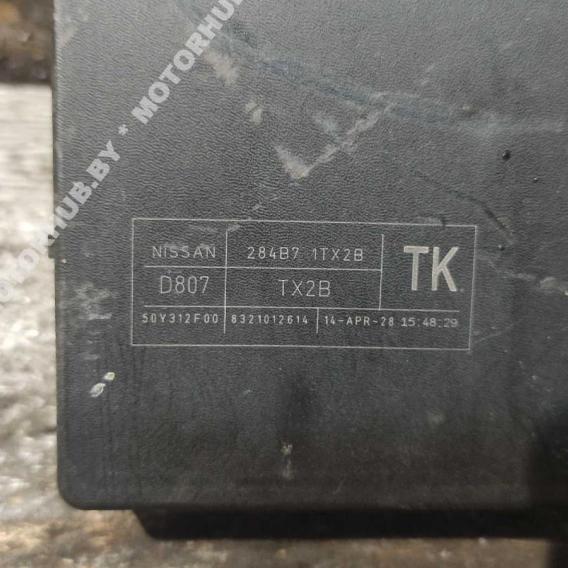 MOTORHUB.BY * MOTORHUB
NISSAN 284B7 1TX2B TK
D807 TX2B
50Y312F00 8321012614 14-APR-28 15:48:29